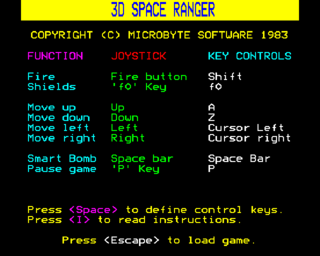 3D SPACE RANGER
COPYRIGHT (C) MICROBYTE SOFTWARE 1983
FUNCTION JOYSTICK KEY CONTROLS
Fire Fire button Shift
Shields 'f0' Key f0
Move up Up A
Move down Down Z
Move left Left Cursor Left
Move right Right Cursor right
Smart Bomb Space bar Space Bar
Pause game 'P' Key P
Press <Space> to define control keys.
Press <I> to read instructions.
Press <Escape> to load game.